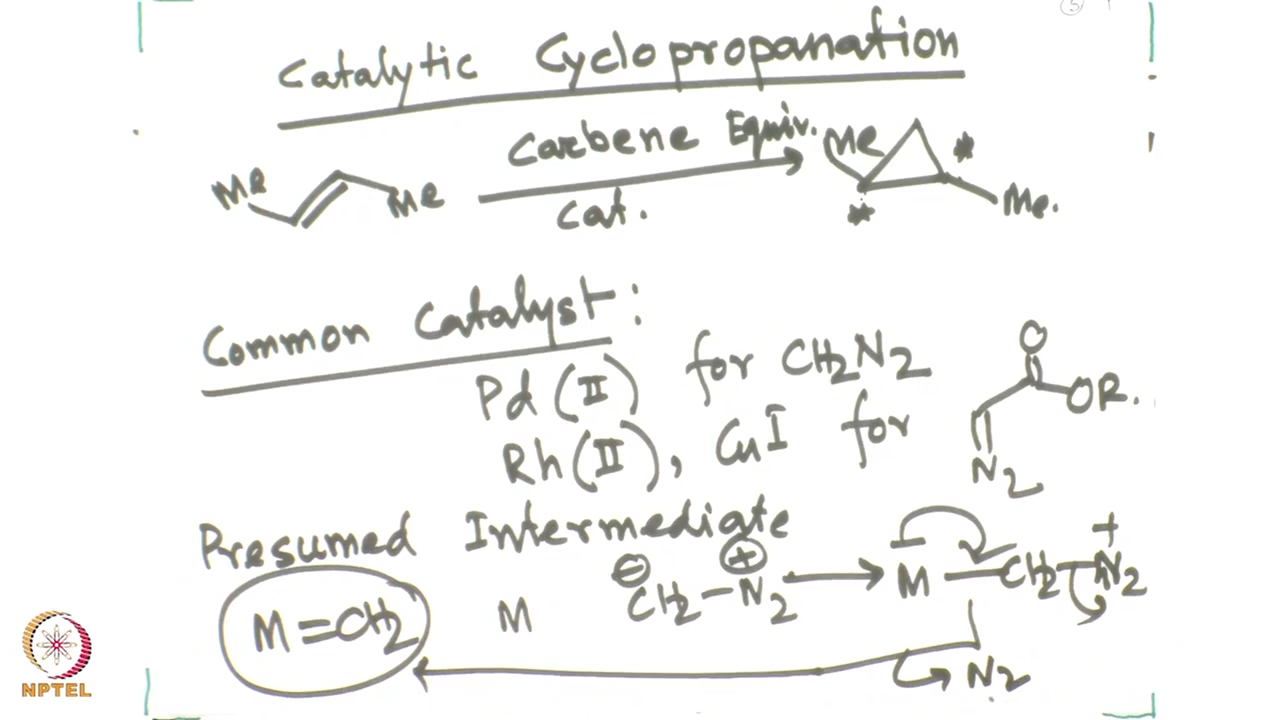 Catalytic Cyclopropanation
Me Me Carbene Equiv. Me * * Me.
Cat.
Common Catalyst:
Pd (II) for CH2N2
Rh (II), CuI for
O
OR.
N2
Presumed Intermediate
M=CH2 M ⊖CH2-N2⊕ → M̄-CH2-N2+
N2
NPTEL